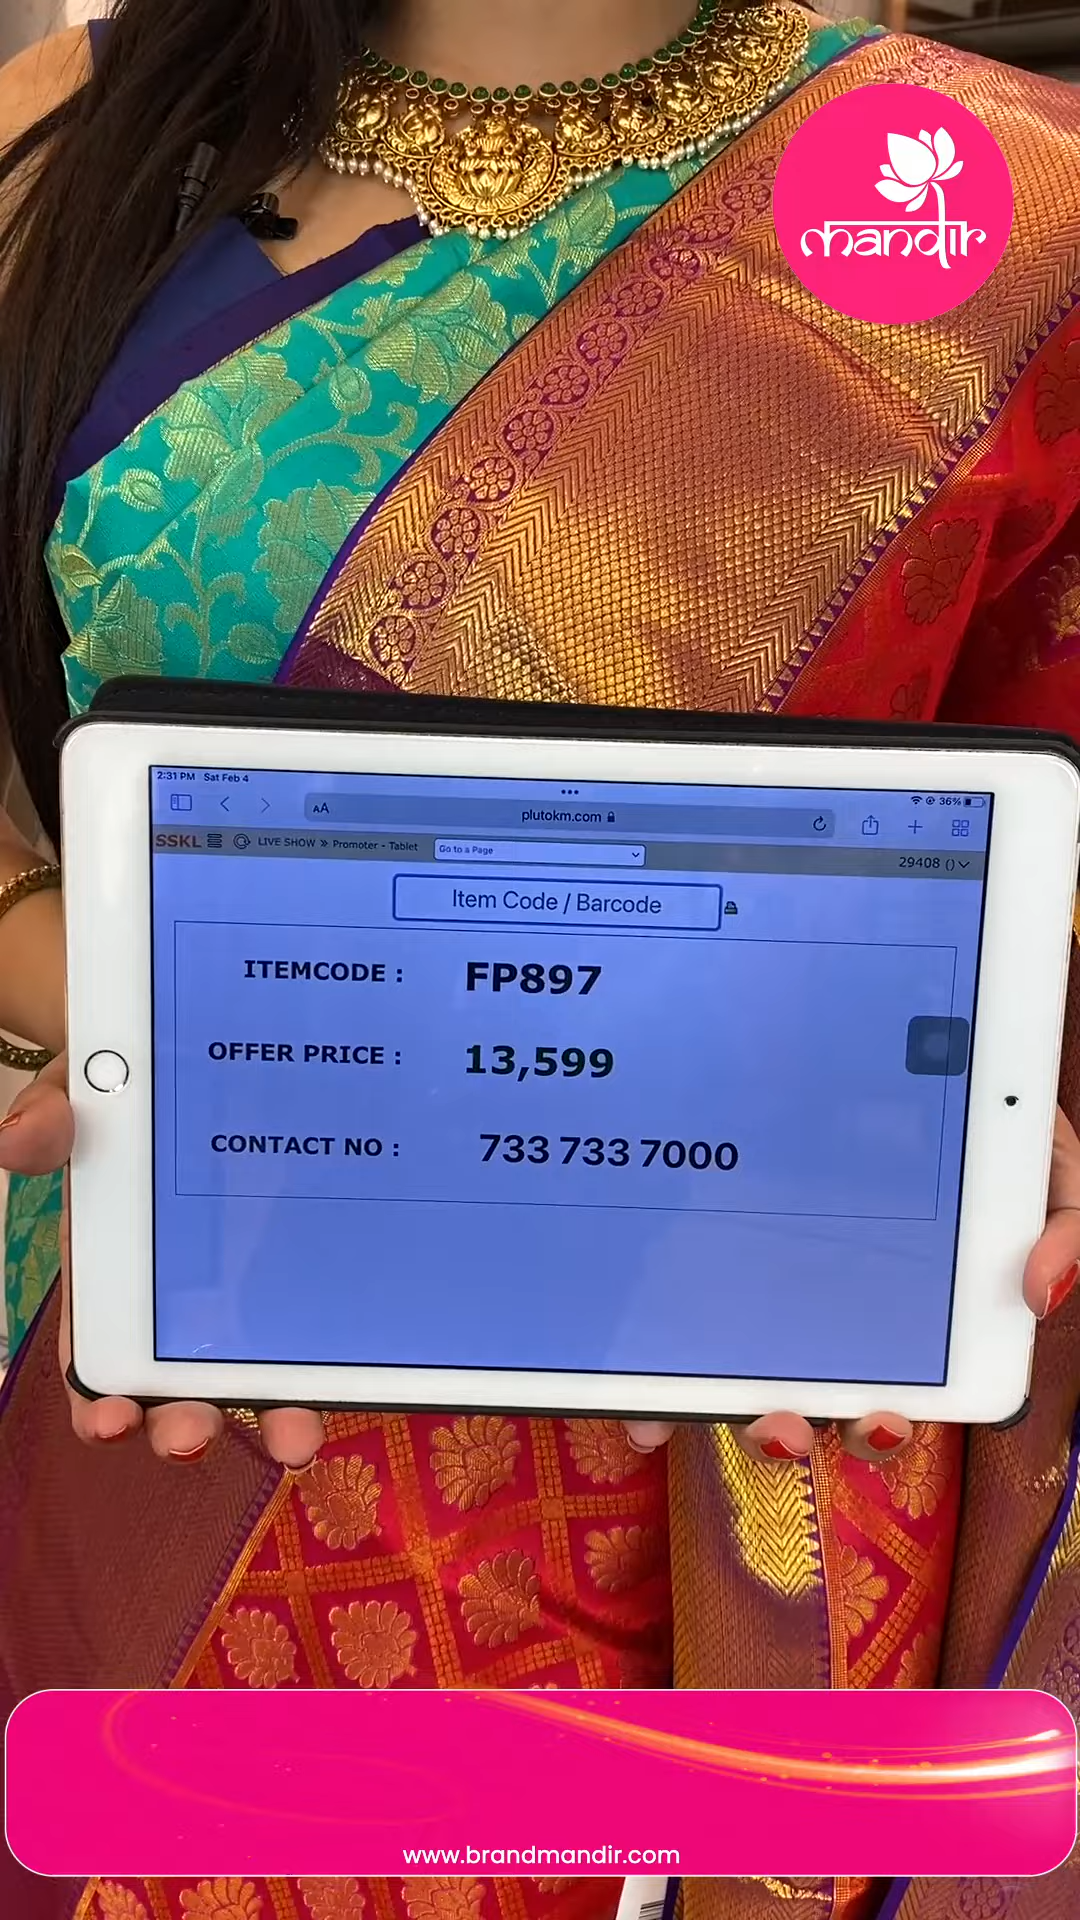 mandir
2:31 PM Sat Feb 4
36%
AA
plutokm.com
SSKL
LIVE SHOW » Promoter - Tablet
Go to a Page
29408 ()
Item Code / Barcode
ITEMCODE : FP897
OFFER PRICE : 13,599
CONTACT NO : 733 733 7000
www.brandmandir.com